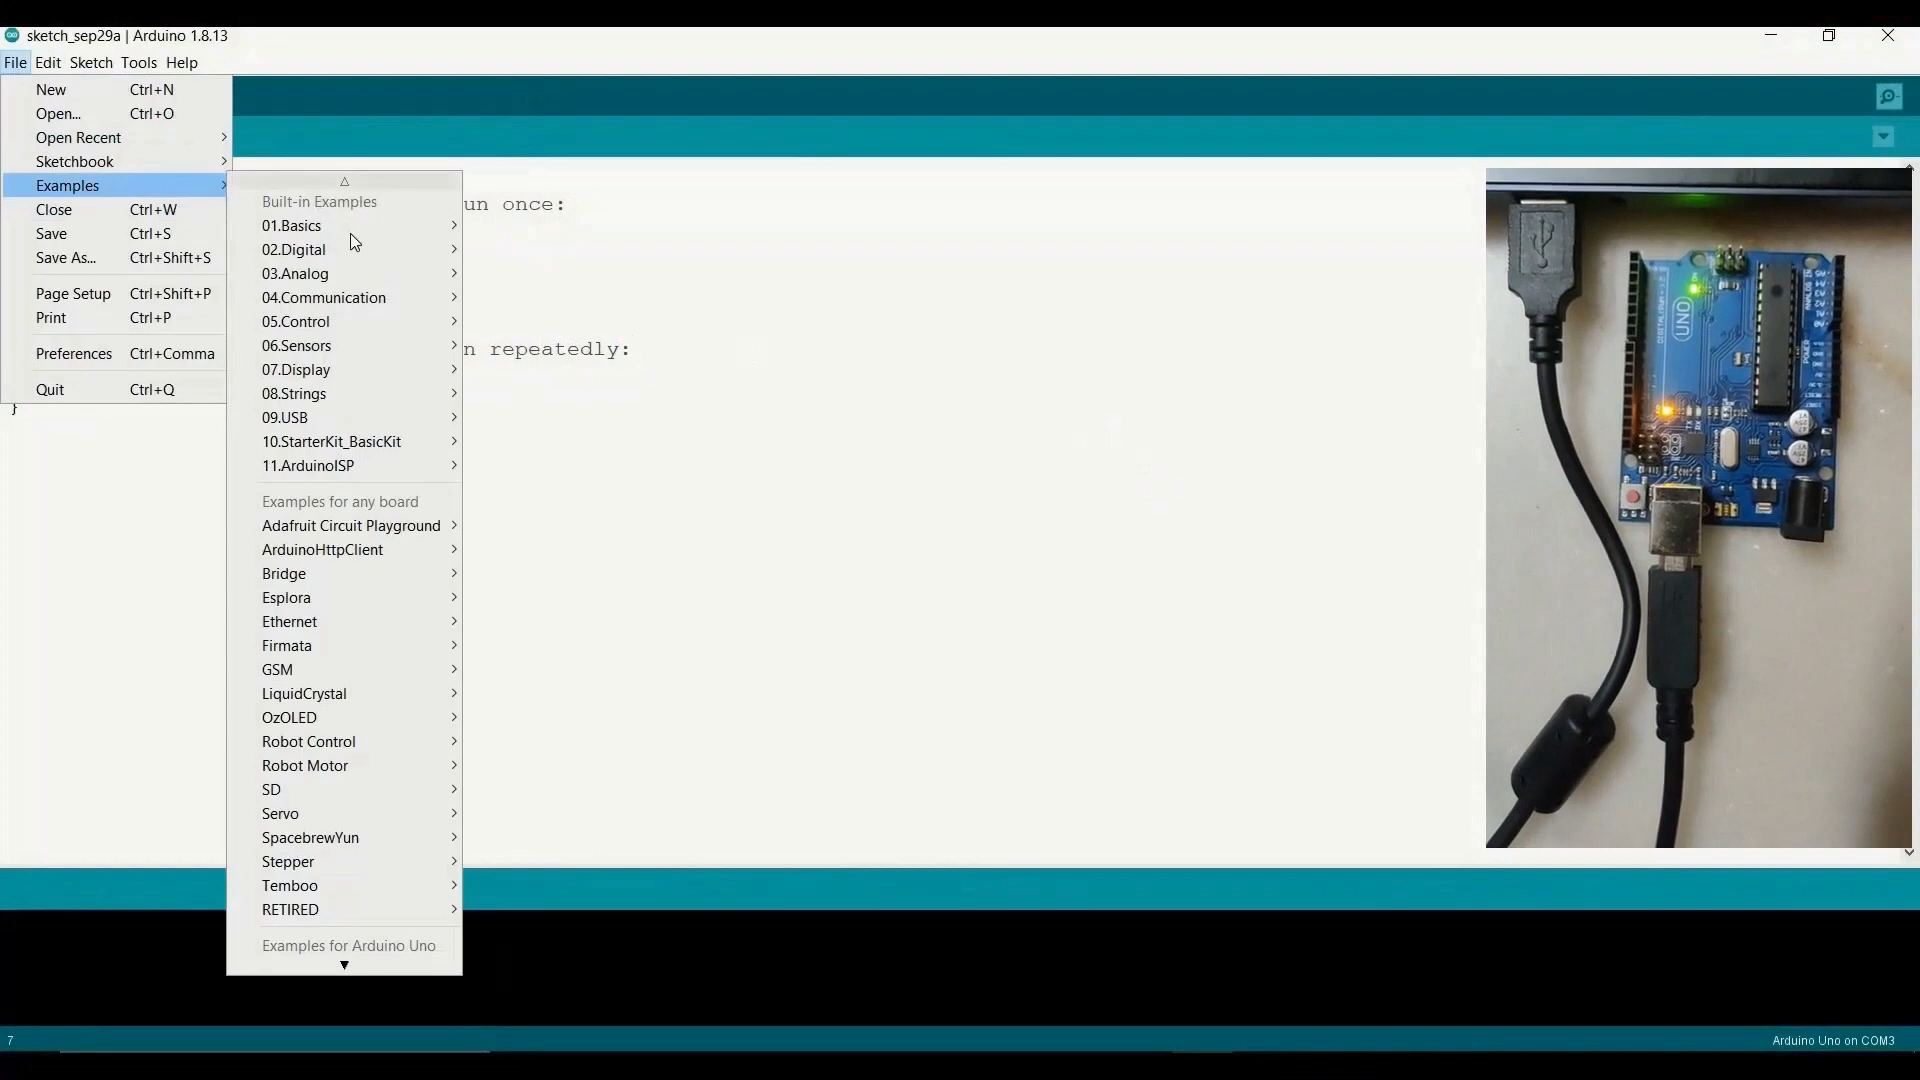 sketch_sep29a | Arduino 1.8.13
File Edit Sketch Tools Help
New Ctrl+N
Open... Ctrl+O
Open Recent
Sketchbook
Examples
Close Ctrl+W
Save Ctrl+S
Save As... Ctrl+Shift+S
Page Setup Ctrl+Shift+P
Print Ctrl+P
Preferences Ctrl+Comma
Quit Ctrl+Q
Built-in Examples
01.Basics
02.Digital
03.Analog
04.Communication
05.Control
06.Sensors
07.Display
08.Strings
09.USB
10.StarterKit_BasicKit
11.ArduinoISP
Examples for any board
Adafruit Circuit Playground
ArduinoHttpClient
Bridge
Esplora
Ethernet
Firmata
GSM
LiquidCrystal
OzOLED
Robot Control
Robot Motor
SD
Servo
SpacebrewYun
Stepper
Temboo
RETIRED
Examples for Arduino Uno
un once:
n repeatedly:
}
UNO
ANALOG IN
POWER
TX
RX
7
Arduino Uno on COM3